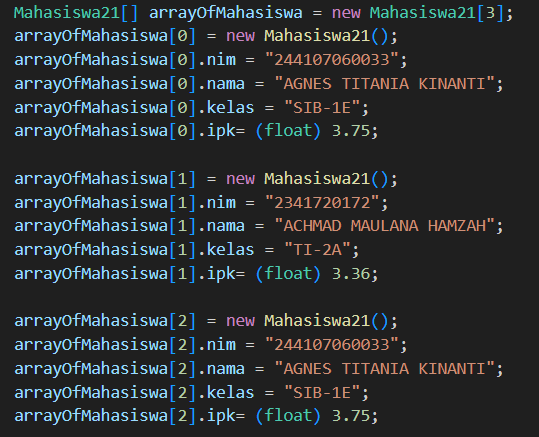 Mahasiswa21[] arrayOfMahasiswa = new Mahasiswa21[3];
arrayOfMahasiswa[0] = new Mahasiswa21();
arrayOfMahasiswa[0].nim = "244107060033";
arrayOfMahasiswa[0].nama = "AGNES TITANIA KINANTI";
arrayOfMahasiswa[0].kelas = "SIB-1E";
arrayOfMahasiswa[0].ipk= (float) 3.75;
arrayOfMahasiswa[1] = new Mahasiswa21();
arrayOfMahasiswa[1].nim = "2341720172";
arrayOfMahasiswa[1].nama = "ACHMAD MAULANA HAMZAH";
arrayOfMahasiswa[1].kelas = "TI-2A";
arrayOfMahasiswa[1].ipk= (float) 3.36;
arrayOfMahasiswa[2] = new Mahasiswa21();
arrayOfMahasiswa[2].nim = "244107060033";
arrayOfMahasiswa[2].nama = "AGNES TITANIA KINANTI";
arrayOfMahasiswa[2].kelas = "SIB-1E";
arrayOfMahasiswa[2].ipk= (float) 3.75;